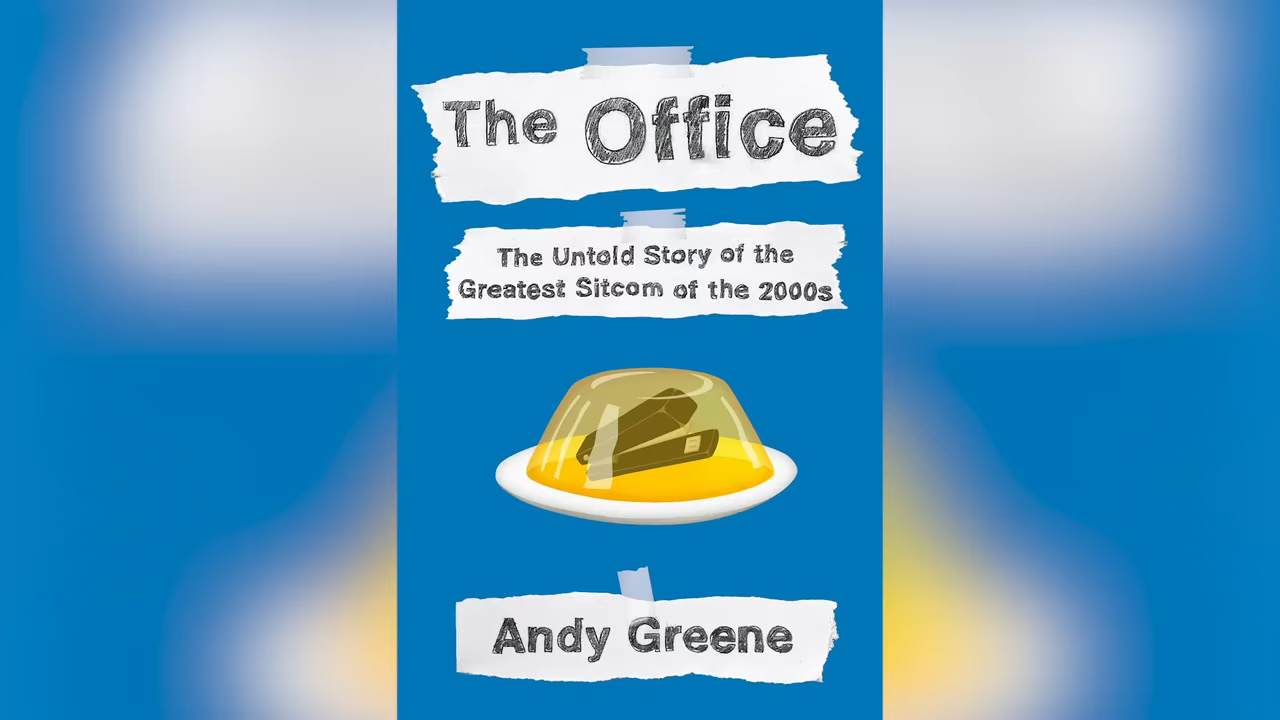 The Office
The Untold Story of the
Greatest Sitcom of the 2000s
Andy Greene